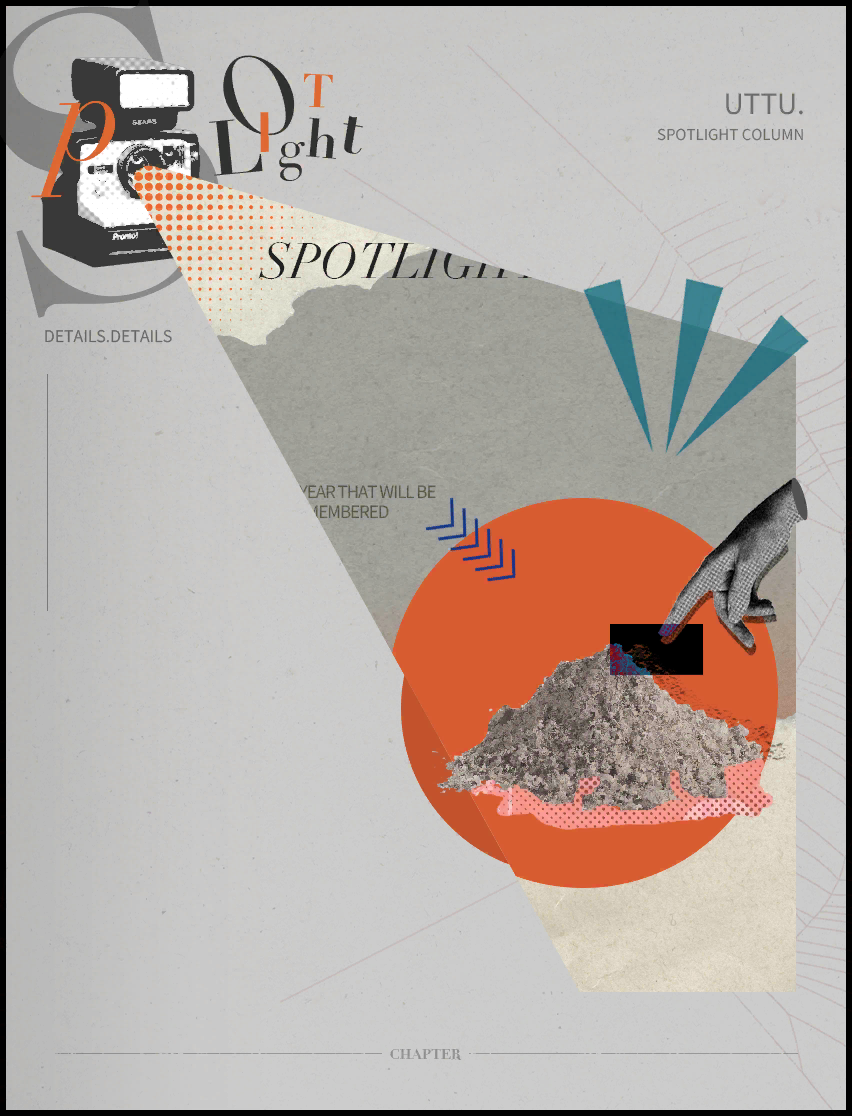 SpOTLight
UTTU.
SPOTLIGHT COLUMN
SEARS
Pronto!
SPOTLIGHT
DETAILS.DETAILS
YEAR THAT WILL BE
MEMBERED
CHAPTER